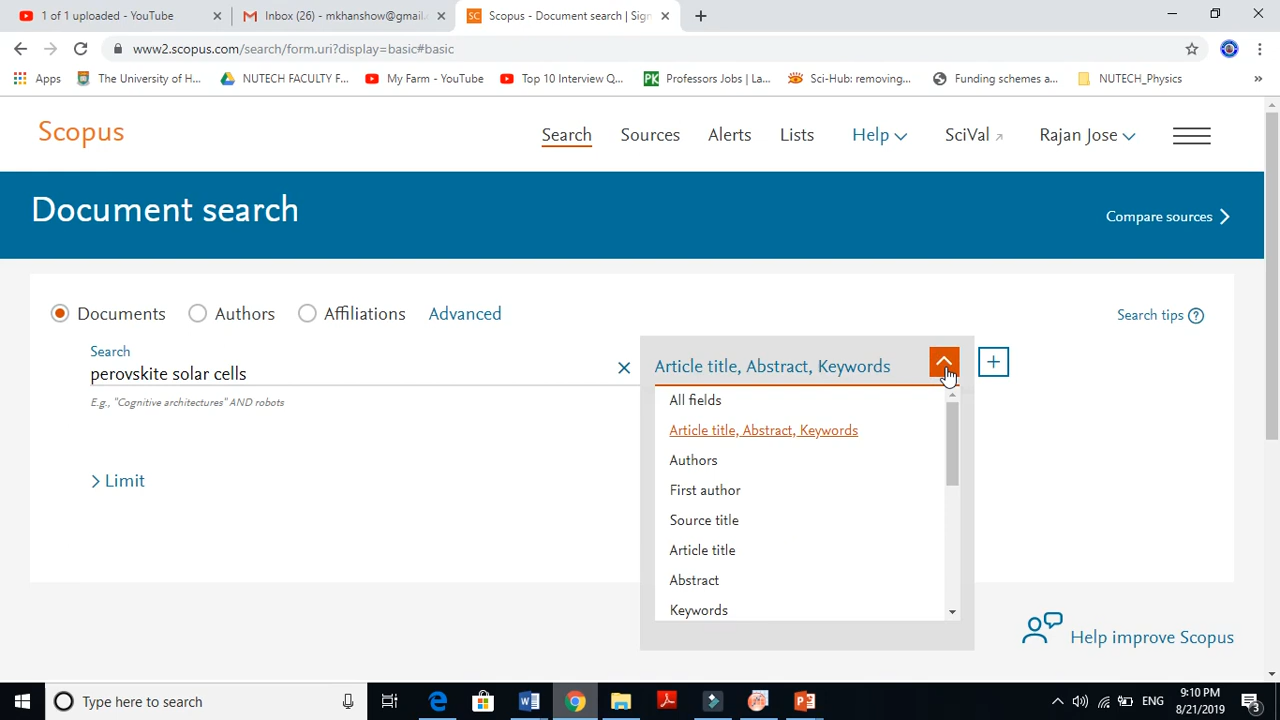 1 of 1 uploaded - YouTube
Inbox (26) - mkhanshow@gmail.
Scopus - Document search | Sign
www2.scopus.com/search/form.uri?display=basic#basic
Apps
The University of H...
NUTECH FACULTY F...
My Farm - YouTube
Top 10 Interview Q...
Professors Jobs | La...
Sci-Hub: removing...
Funding schemes a...
NUTECH_Physics
»
Scopus
Search
Sources
Alerts
Lists
Help
SciVal
Rajan Jose
Document search
Compare sources
Documents
Authors
Affiliations
Advanced
Search tips
Search
perovskite solar cells
E.g., "Cognitive architectures" AND robots
Article title, Abstract, Keywords
All fields
Article title, Abstract, Keywords
Authors
First author
Source title
Article title
Abstract
Keywords
Limit
Help improve Scopus
Type here to search
ENG
9:10 PM
8/21/2019
3